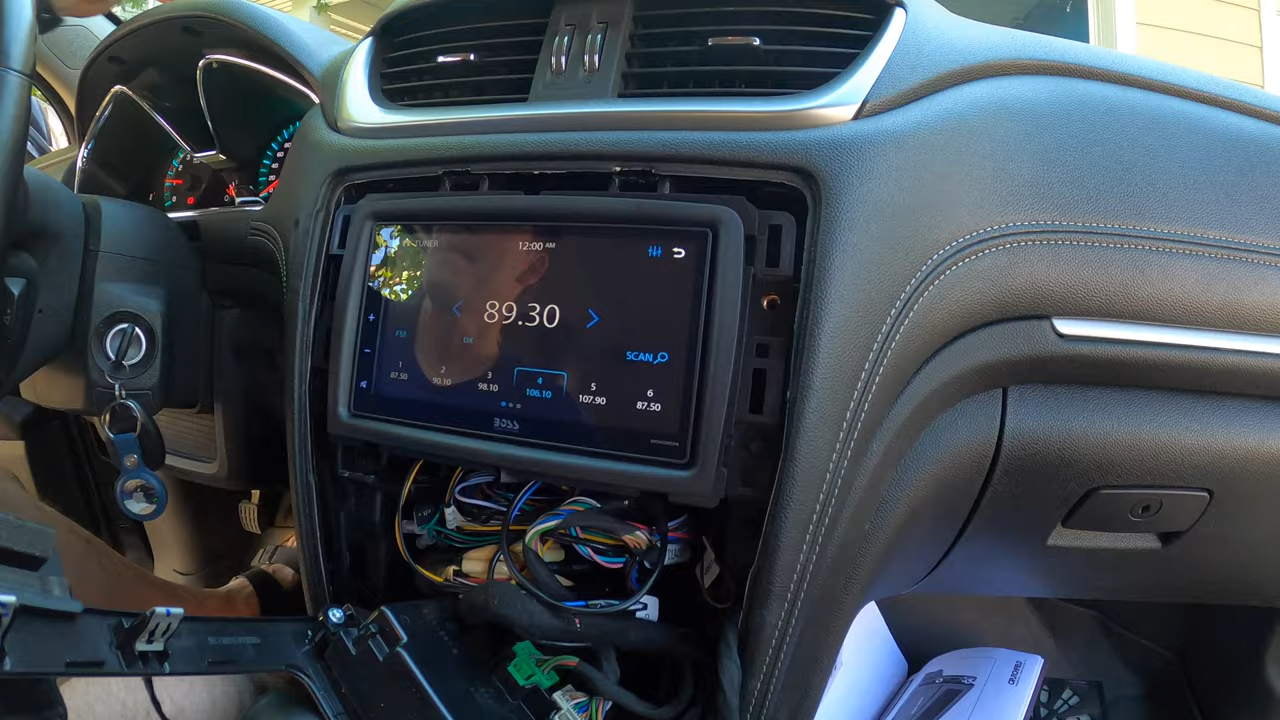 TUNER
12:00 AM
89.30
FM
DX
SCAN
1
87.50
2
90.10
3
98.10
4
106.10
5
107.90
6
87.50
BOSS
CRUTCHFIELD